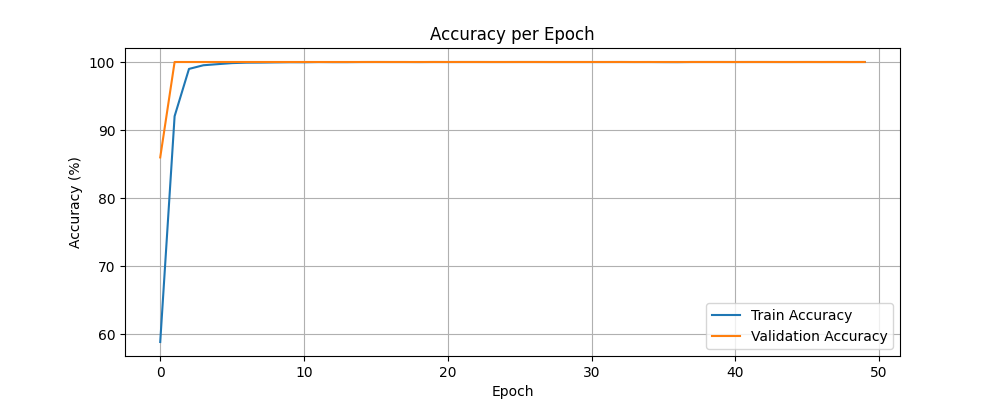 Accuracy per Epoch
100
90
80
70
60
Accuracy (%)
0 10 20 30 40 50
Epoch
Train Accuracy
Validation Accuracy